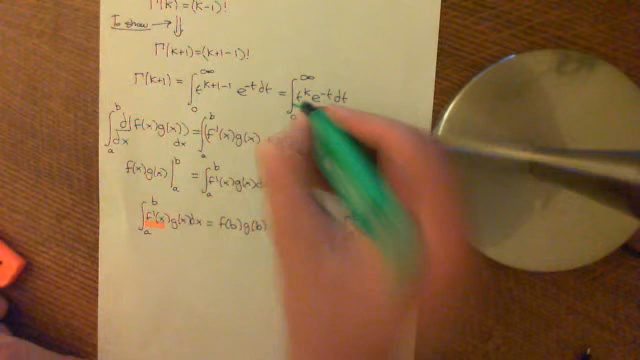 Γ(k)=(k-1)!
I show →
Γ(k+1)=(k+1-1)!
Γ(k+1) = ∫₀^∞ t^(k+1-1) e^(-t) dt = ∫₀^∞ t^k e^(-t) dt
∫ₐᵇ d/dx (f(x)g(x)) dx = ∫ₐᵇ (f'(x)g(x)
f(x)g(x)|ₐᵇ = ∫ₐᵇ f'(x)g(x)d
∫ₐᵇ f'(x)g(x)dx = f(b)g(b)